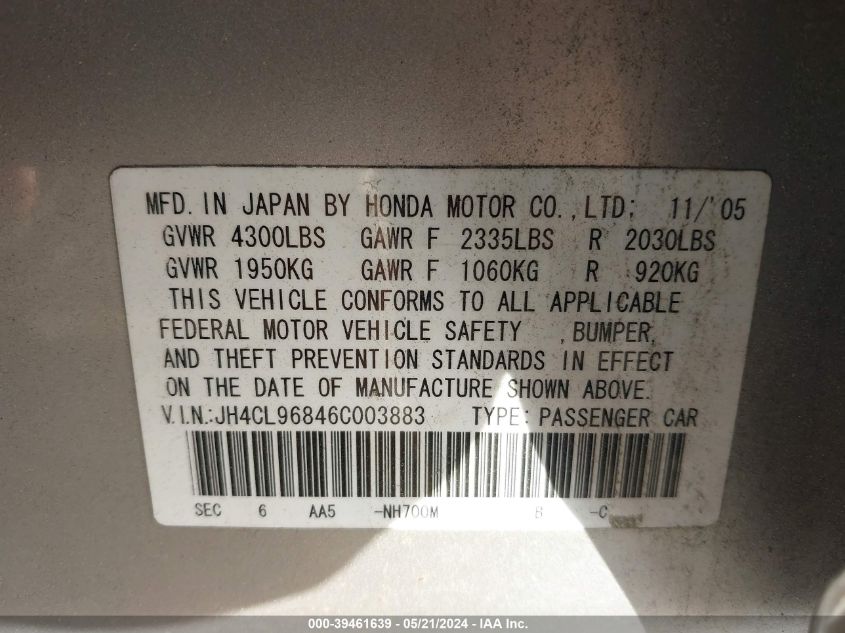 MFD. IN JAPAN BY HONDA MOTOR CO., LTD; 11/'05
GVWR 4300LBS GAWR F 2335LBS R 2030LBS
GVWR 1950KG GAWR F 1060KG R 920KG
THIS VEHICLE CONFORMS TO ALL APPLICABLE
FEDERAL MOTOR VEHICLE SAFETY , BUMPER,
AND THEFT PREVENTION STANDARDS IN EFFECT
ON THE DATE OF MANUFACTURE SHOWN ABOVE.
V.I.N.:JH4CL96846C003883 TYPE: PASSENGER CAR
SEC 6 AA5 -NH700M B -C
000-39461639 - 05/21/2024 - IAA Inc.